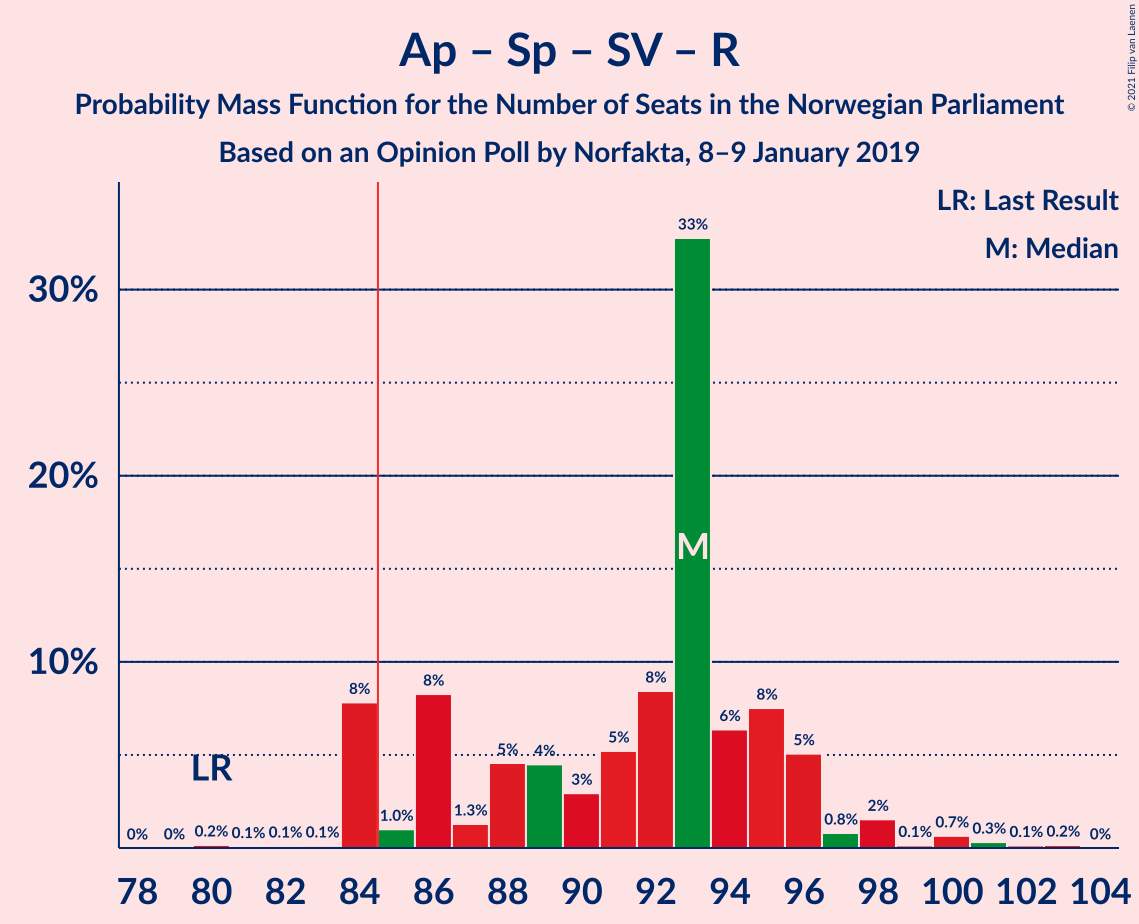 Ap – Sp – SV – R
Probability Mass Function for the Number of Seats in the Norwegian Parliament
Based on an Opinion Poll by Norfakta, 8–9 January 2019
© 2021 Filip van Laenen
LR: Last Result
M: Median
30%
20%
10%
LR
M
0% 0% 0.2% 0.1% 0.1% 0.1% 8% 1.0% 8% 1.3% 5% 4% 3% 5% 8% 33% 6% 8% 5% 0.8% 2% 0.1% 0.7% 0.3% 0.1% 0.2% 0%
78 80 82 84 86 88 90 92 94 96 98 100 102 104